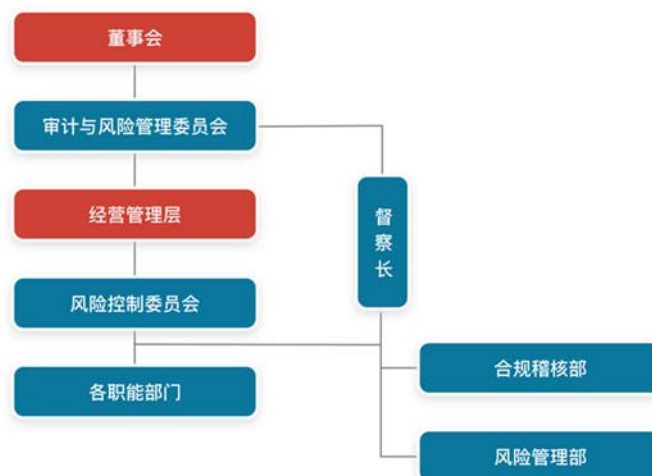 董事会
审计与风险管理委员会
经营管理层
督察长
风险控制委员会
合规稽核部
各职能部门
风险管理部